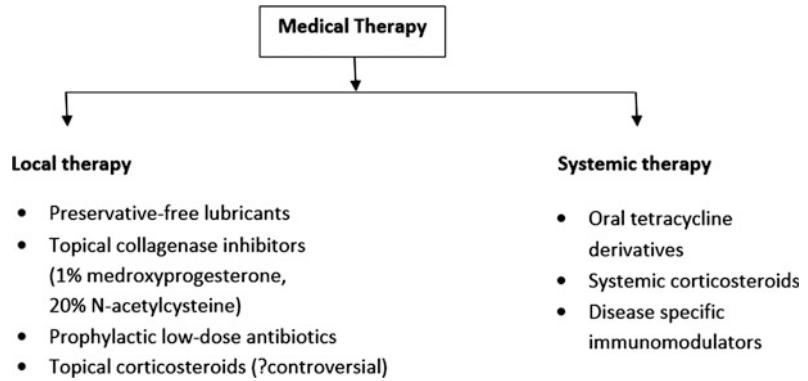 Medical Therapy
Local therapy
• Preservative-free lubricants
• Topical collagenase inhibitors
(1% medroxyprogesterone,
20% N-acetylcysteine)
• Prophylactic low-dose antibiotics
• Topical corticosteroids (?controversial)
Systemic therapy
• Oral tetracycline
derivatives
• Systemic corticosteroids
• Disease specific
immunomodulators